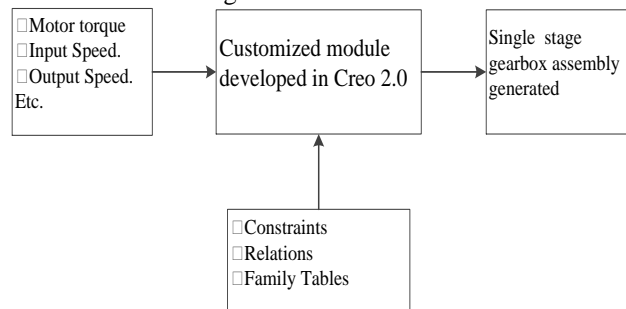 □Motor torque
□Input Speed.
□Output Speed.
Etc.
Customized module
developed in Creo 2.0
Single stage
gearbox assembly
generated
□Constraints
□Relations
□Family Tables